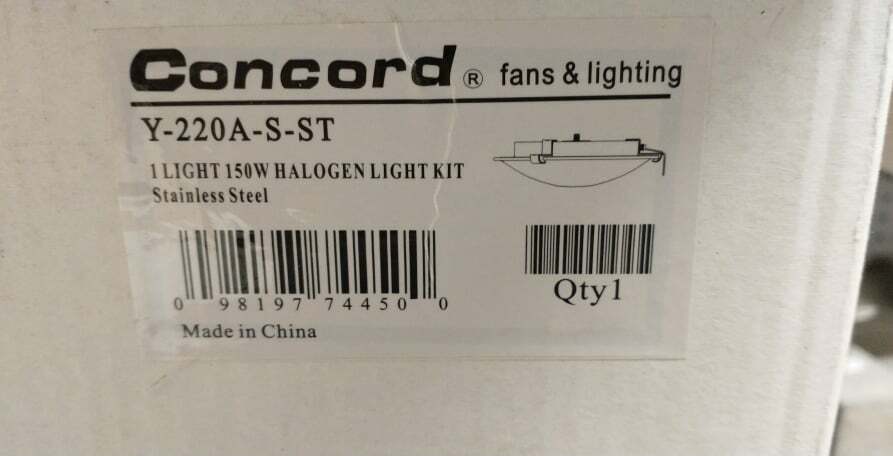 Concord ® fans & lighting
Y-220A-S-ST
1 LIGHT 150W HALOGEN LIGHT KIT
Stainless Steel
0 98197 74450 0
Qty1
Made in China